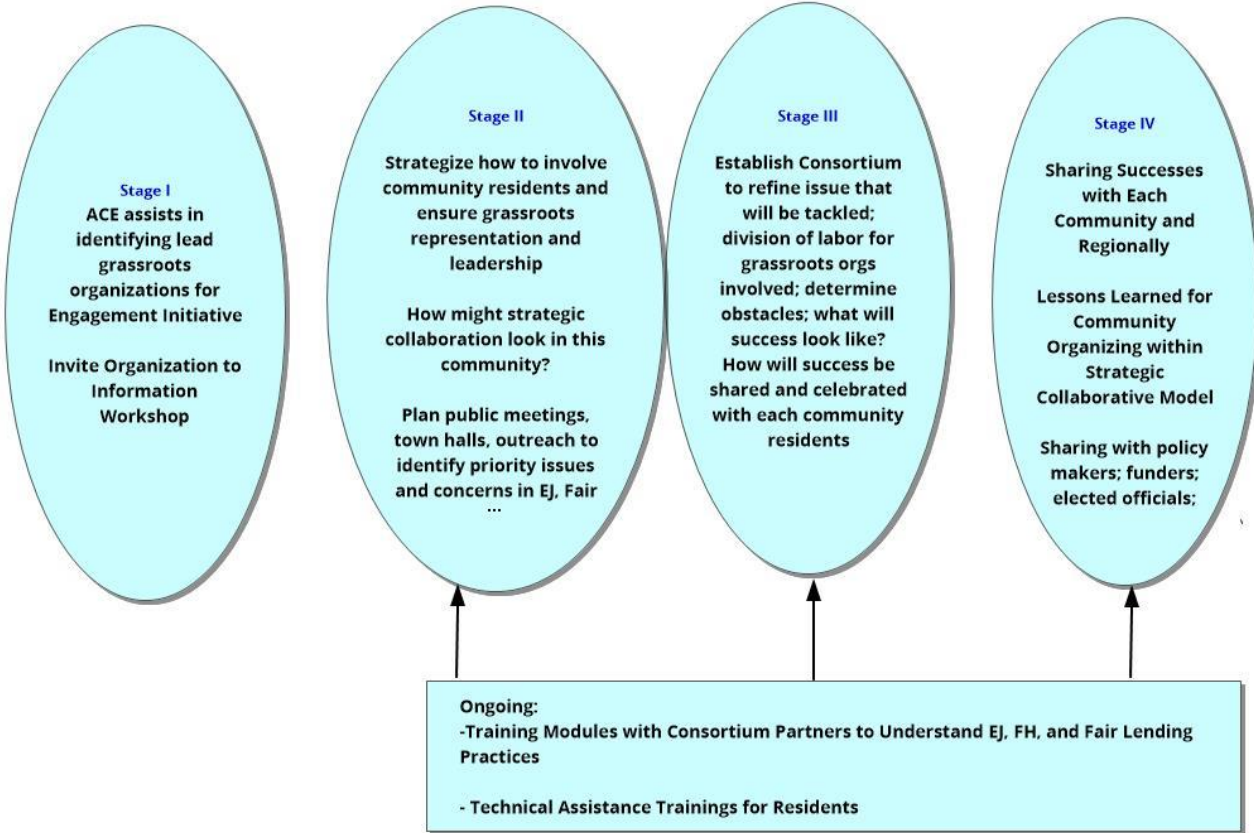 Stage I
ACE assists in
identifying lead
grassroots
organizations for
Engagement Initiative
Invite Organization to
Information
Workshop
Stage II
Strategize how to involve
community residents and
ensure grassroots
representation and
leadership
How might strategic
collaboration look in this
community?
Plan public meetings,
town halls, outreach to
identify priority issues
and concerns in EJ, Fair
...
Stage III
Establish Consortium
to refine issue that
will be tackled;
division of labor for
grassroots orgs
involved; determine
obstacles; what will
success look like?
How will success be
shared and celebrated
with each community
residents
Stage IV
Sharing Successes
with Each
Community and
Regionally
Lessons Learned for
Community
Organizing within
Strategic
Collaborative Model
Sharing with policy
makers; funders;
elected officials;
Ongoing:
-Training Modules with Consortium Partners to Understand EJ, FH, and Fair Lending
Practices
- Technical Assistance Trainings for Residents